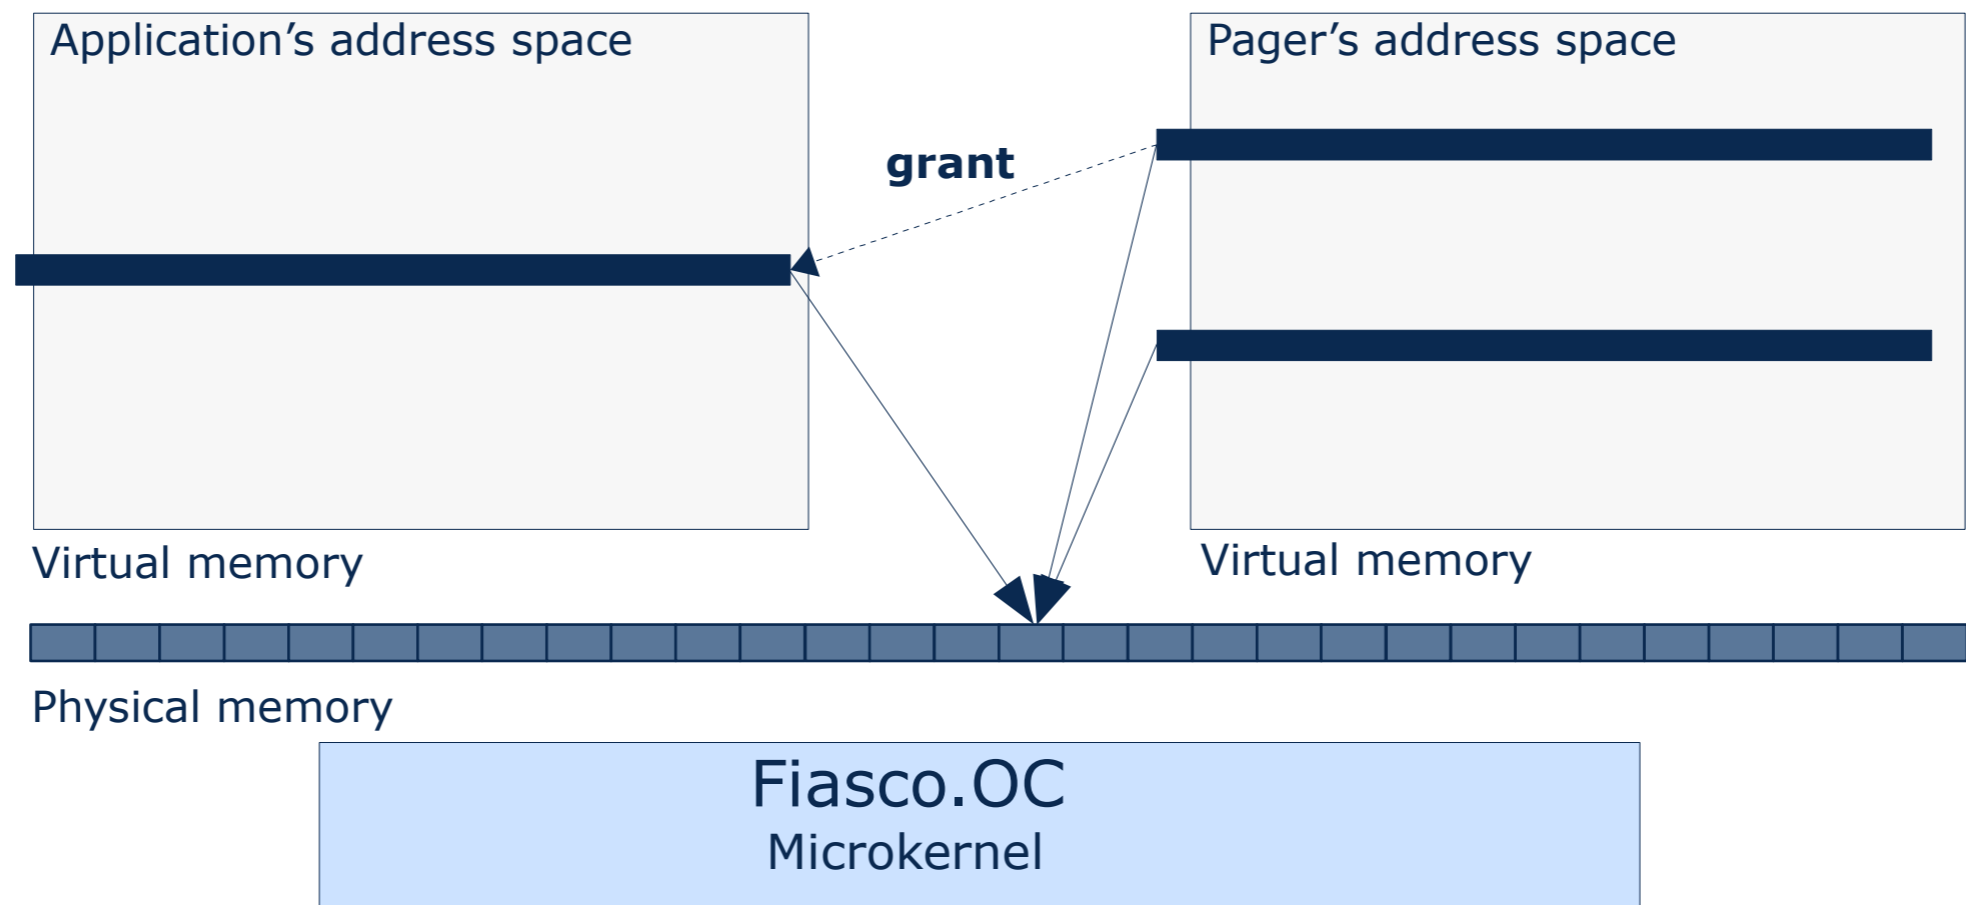 Application’s address space
Pager’s address space
grant
Virtual memory
Virtual memory
Physical memory
Fiasco.OC
Microkernel